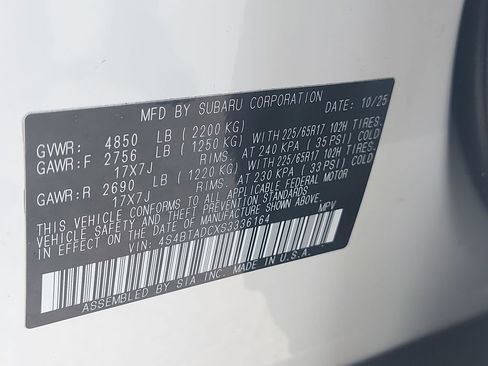 MFD BY SUBARU CORPORATION DATE: 10/25
GVWR: 4850 LB (2200 KG)
GAWR:F 2756 LB (1250 KG) WITH 225/65R17 102H TIRES.
17X7J RIMS. AT 240 KPA (35 PSI) COLD
GAWR:R 2690 LB (1220 KG) WITH 225/65R17 102H TIRES.
17X7J RIMS. AT 230 KPA (33 PSI) COLD
THIS VEHICLE CONFORMS TO ALL APPLICABLE FEDERAL MOTOR
VEHICLE SAFETY, BUMPER, AND THEFT PREVENTION STANDARDS
IN EFFECT ON THE DATE OF MANUFACTURE SHOWN ABOVE.
VIN: 4S4BTADCXS3336164 MPV
ASSEMBLED BY SIA INC. MADE IN U.S.A.